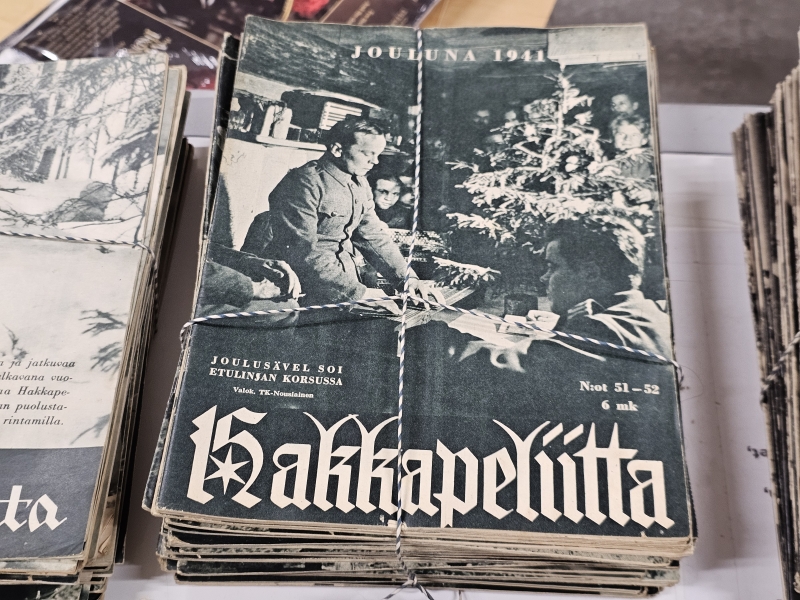 JOULUNA 1941
JOULUSÄVEL SOI
ETULINJAN KORSUSSA
Valok. TK-Nousiainen
N:ot 51-52
6 mk
Hakkapeliitta
ja jatkuvaa
vuo-
Hakkape-
puolusta-
rintamilla.
ta